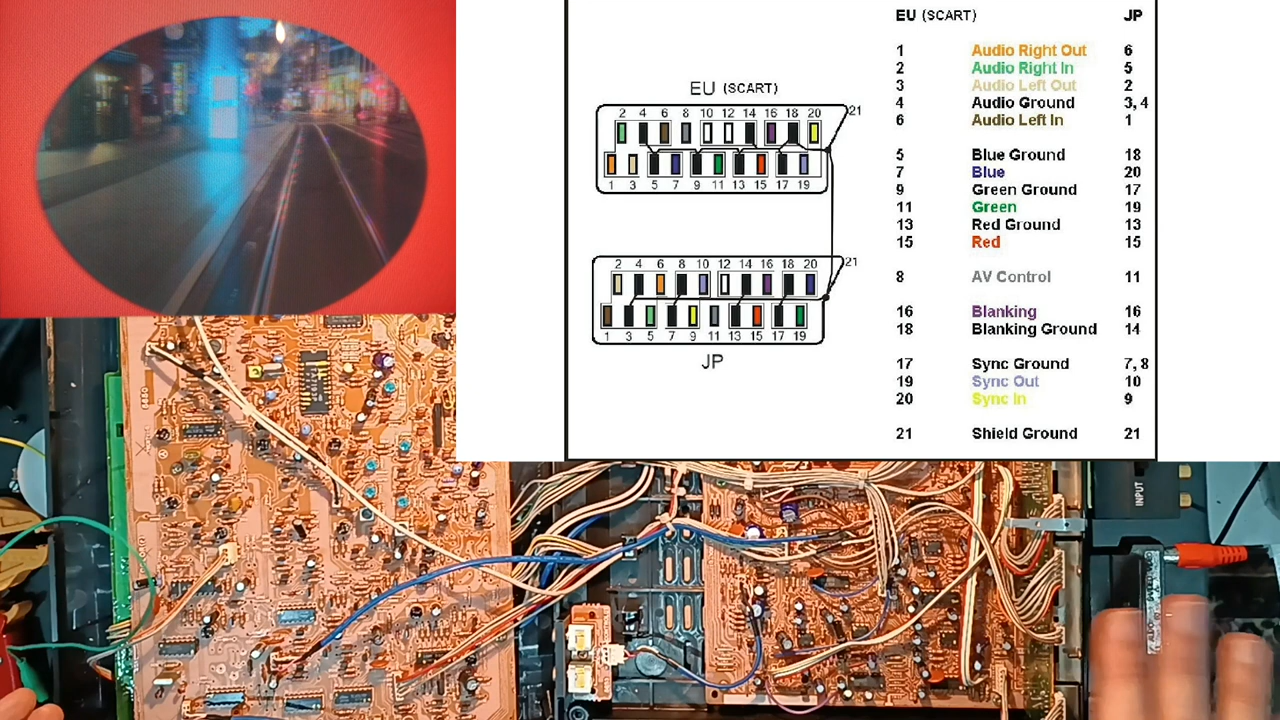 EU (SCART) JP
1 Audio Right Out 6
2 Audio Right In 5
3 Audio Left Out 2
4 Audio Ground 3, 4
6 Audio Left In 1
5 Blue Ground 18
7 Blue 20
9 Green Ground 17
11 Green 19
13 Red Ground 13
15 Red 15
8 AV Control 11
16 Blanking 16
18 Blanking Ground 14
17 Sync Ground 7, 8
19 Sync Out 10
20 Sync In 9
21 Shield Ground 21
EU (SCART)
2 4 6 8 10 12 14 16 18 20 21
1 3 5 7 9 11 13 15 17 19
2 4 6 8 10 12 14 16 18 20 21
1 3 5 7 9 11 13 15 17 19
JP
INPUT